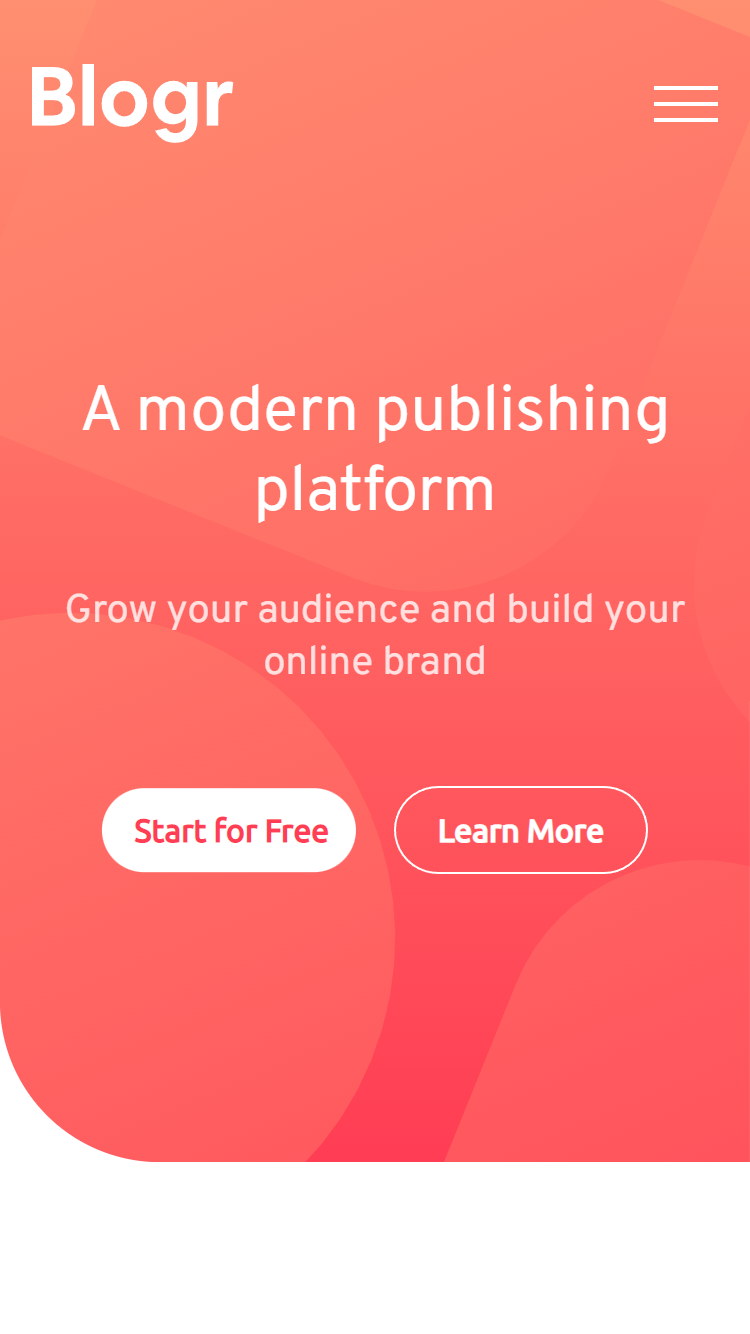 Blogr
A modern publishing
platform
Grow your audience and build your
online brand
Start for Free
Learn More